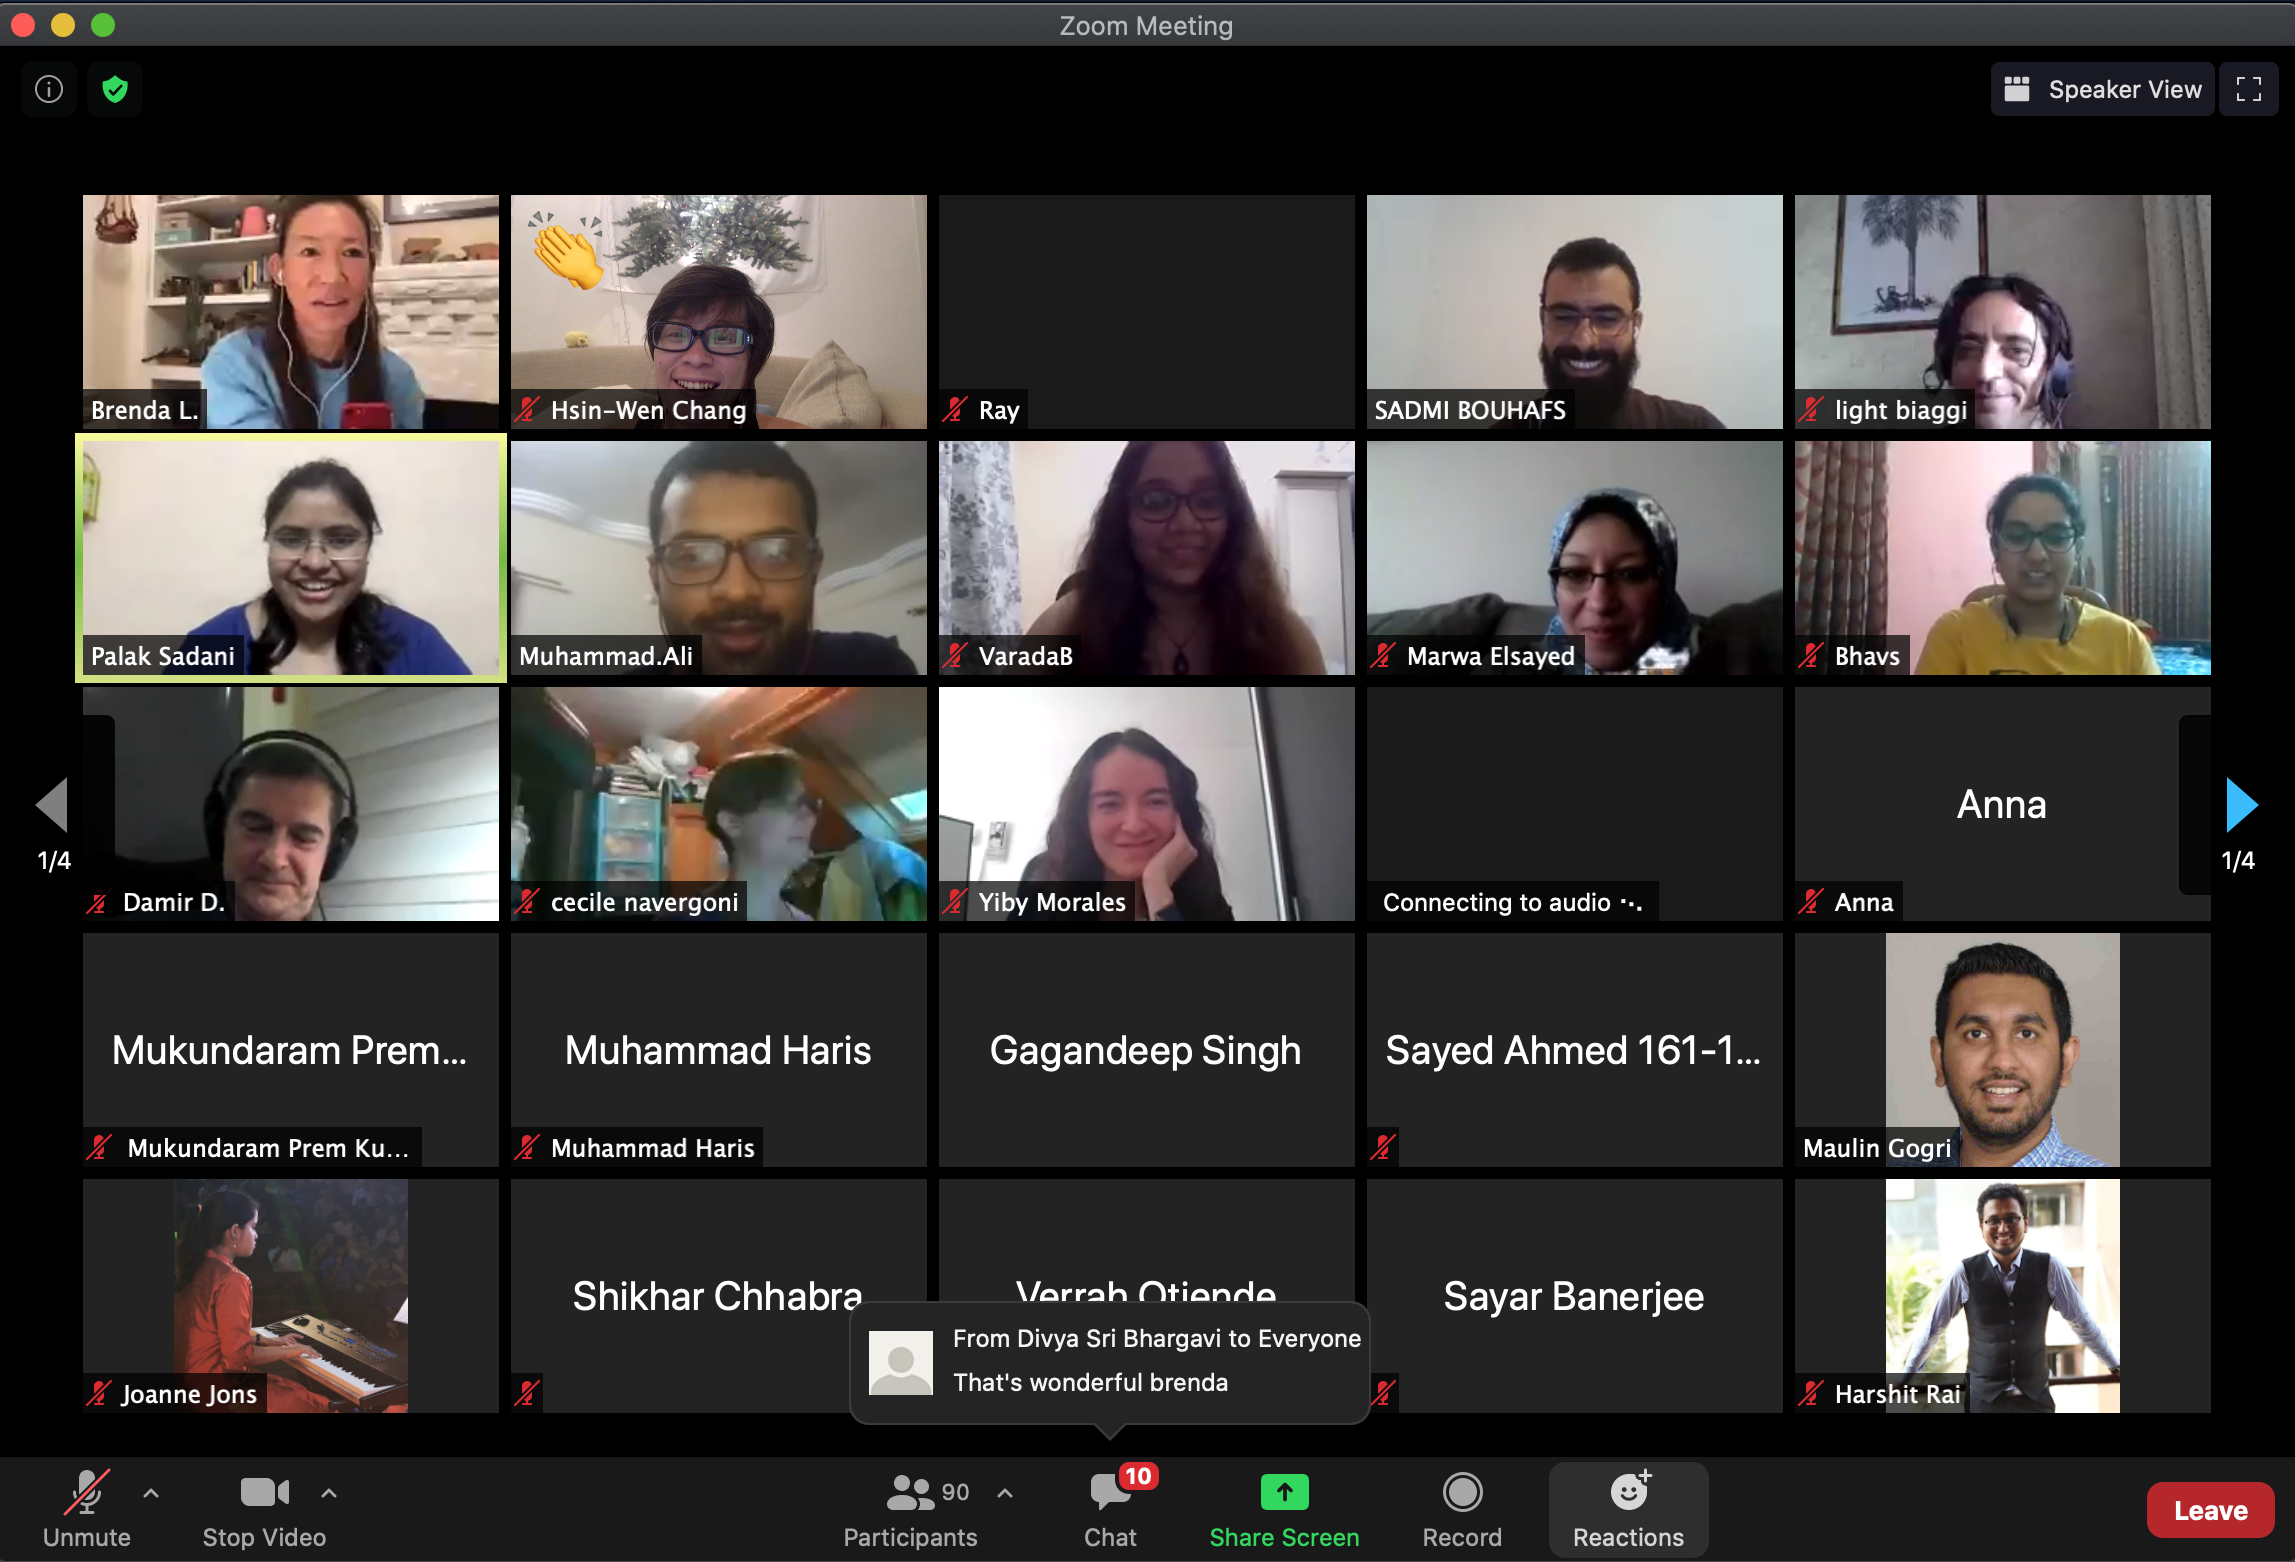 Zoom Meeting
Speaker View
Brenda L.
Hsin-Wen Chang
Ray
SADMI BOUHAFS
light biaggi
Palak Sadani
Muhammad.Ali
VaradaB
Marwa Elsayed
Bhavs
Damir D.
cecile navergoni
Yiby Morales
Connecting to audio
Anna
Anna
1/4
1/4
Mukundaram Prem...
Mukundaram Prem Ku...
Muhammad Haris
Muhammad Haris
Gagandeep Singh
Sayed Ahmed 161-1...
Maulin Gogri
Joanne Jons
Shikhar Chhabra
Verrah Otiende
Sayar Banerjee
Harshit Rai
From Divya Sri Bhargavi to Everyone
That's wonderful brenda
Unmute
Stop Video
90
Participants
10
Chat
Share Screen
Record
Reactions
Leave